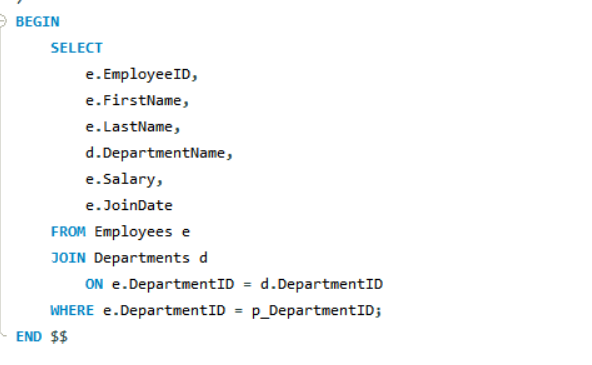 BEGIN
    SELECT
        e.EmployeeID,
        e.FirstName,
        e.LastName,
        d.DepartmentName,
        e.Salary,
        e.JoinDate
    FROM Employees e
    JOIN Departments d
        ON e.DepartmentID = d.DepartmentID
    WHERE e.DepartmentID = p_DepartmentID;
END $$